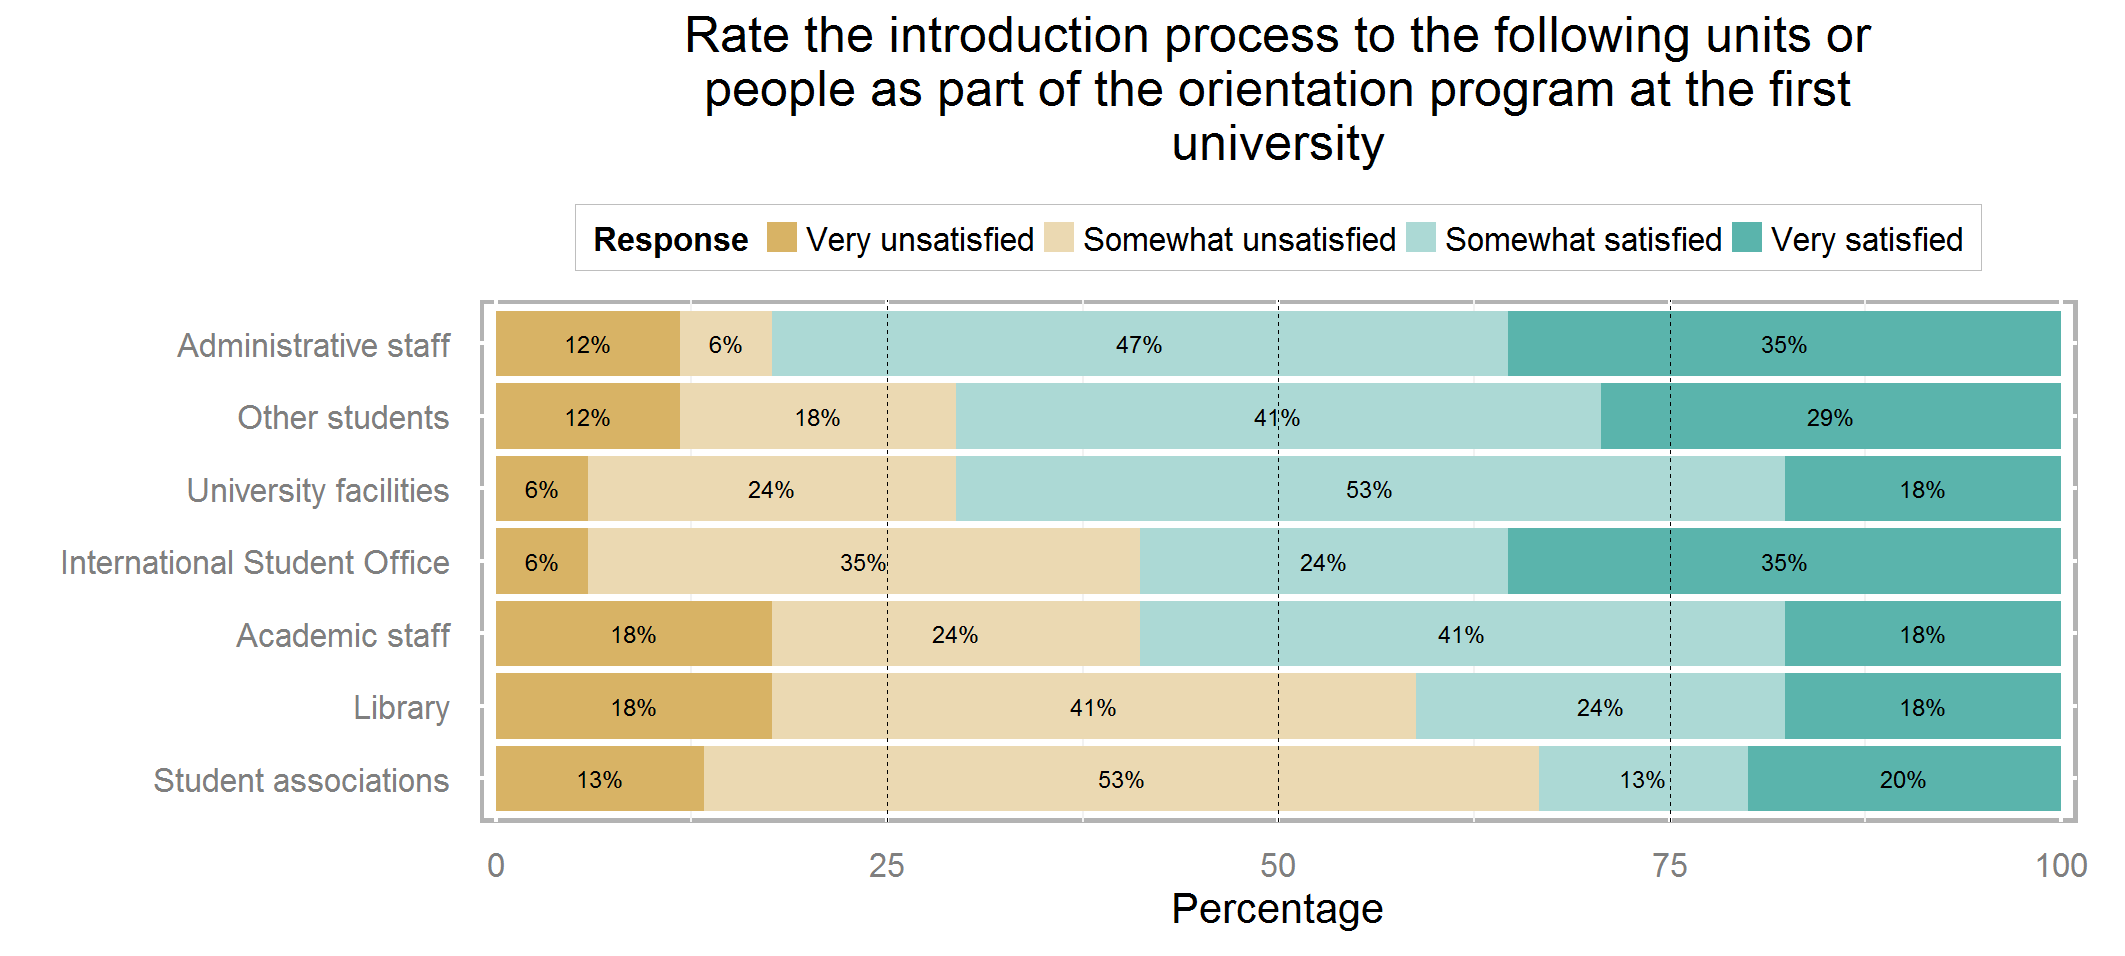 Rate the introduction process to the following units or
people as part of the orientation program at the first
university
Response Very unsatisfied Somewhat unsatisfied Somewhat satisfied Very satisfied
Administrative staff 12% 6% 47% 35%
Other students 12% 18% 41% 29%
University facilities 6% 24% 53% 18%
International Student Office 6% 35% 24% 35%
Academic staff 18% 24% 41% 18%
Library 18% 41% 24% 18%
Student associations 13% 53% 13% 20%
0 25 50 75 100
Percentage